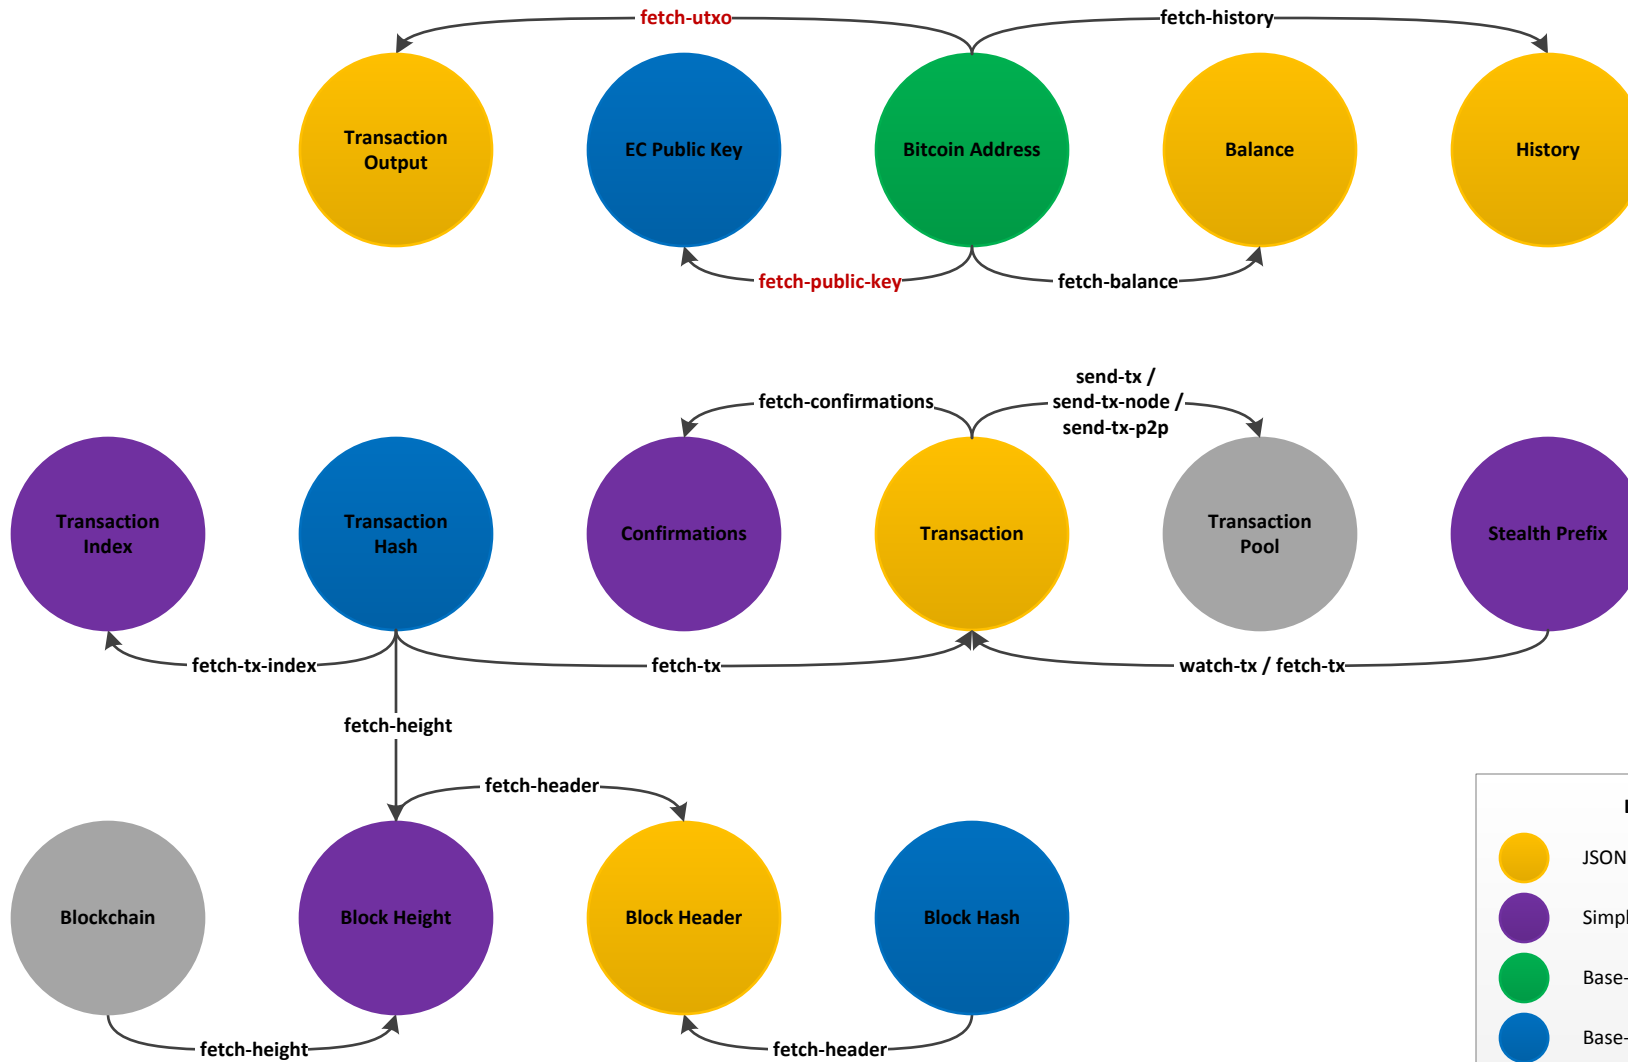 fetch-utxo
fetch-history
Transaction
Output
EC Public Key
Bitcoin Address
Balance
History
fetch-public-key
fetch-balance
send-tx /
send-tx-node /
send-tx-p2p
fetch-confirmations
Transaction
Index
Transaction
Hash
Confirmations
Transaction
Transaction
Pool
Stealth Prefix
fetch-tx-index
fetch-tx
watch-tx / fetch-tx
fetch-height
fetch-header
Blockchain
Block Height
Block Header
Block Hash
fetch-height
fetch-header
JSON
Base-
Base-